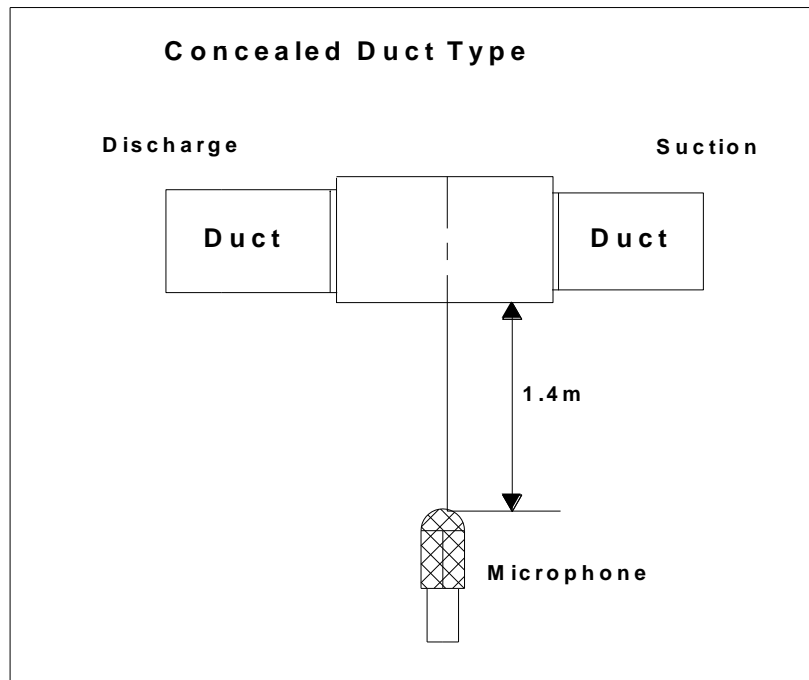 Concealed Duct Type
Discharge
Suction
Duct
Duct
1.4m
Microphone